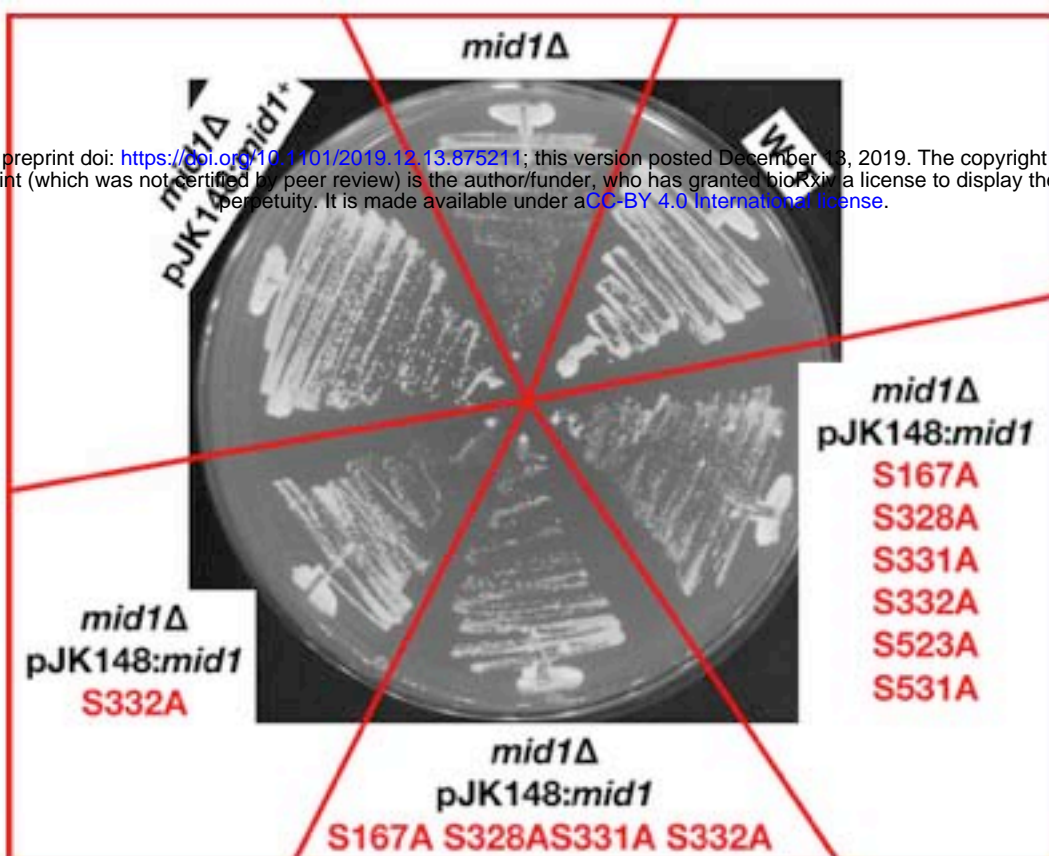 mid1Δ
mid1Δ
mid1⁺
WT
preprint doi: https://doi.org/10.1101/2019.12.13.875211; this version posted December 13, 2019. The copyright
int (which was not certified by peer review) is the author/funder, who has granted bioRxiv a license to display the
perpetuity. It is made available under aCC-BY 4.0 International license.
mid1Δ
pJK148:mid1
S167A
S328A
S331A
S332A
S523A
S531A
mid1Δ
pJK148:mid1
S332A
mid1Δ
pJK148:mid1
S167A S328AS331A S332A